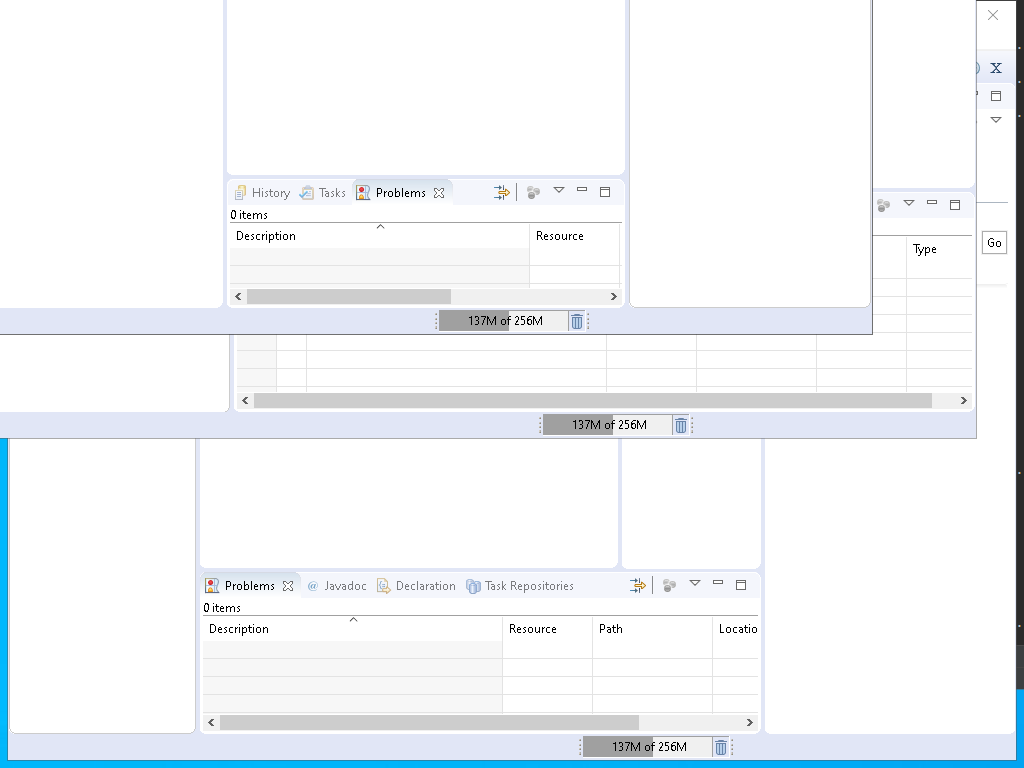 X
History Tasks Problems
0 items
Description Resource
Type
Go
137M of 256M
137M of 256M
Problems @ Javadoc Declaration Task Repositories
0 items
Description Resource Path Locatio
137M of 256M